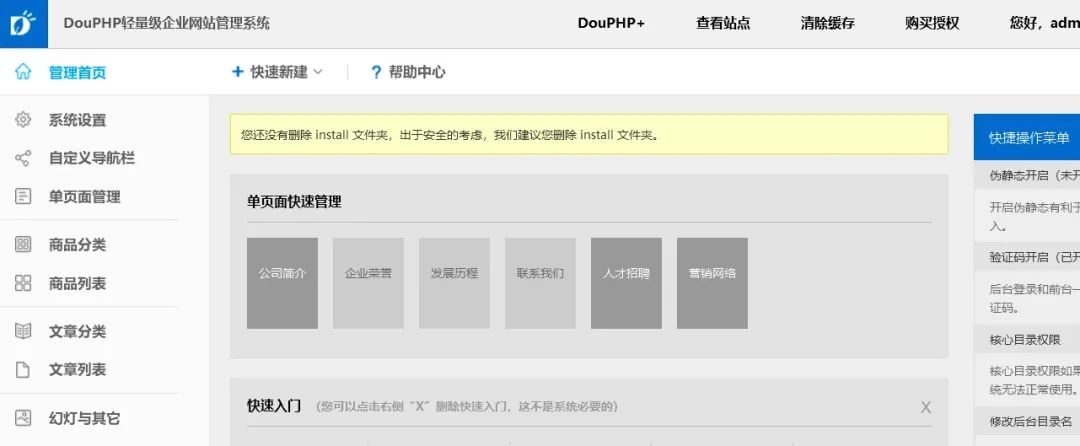 DouPHP轻量级企业网站管理系统
DouPHP+
查看站点
清除缓存
购买授权
您好，adm
管理首页
+ 快速新建
? 帮助中心
系统设置
自定义导航栏
单页面管理
商品分类
商品列表
文章分类
文章列表
幻灯与其它
您还没有删除 install 文件夹，出于安全的考虑，我们建议您删除 install 文件夹。
单页面快速管理
公司简介
企业荣誉
发展历程
联系我们
人才招聘
营销网络
快速入门 （您可以点击右侧“X”删除快速入门，这不是系统必要的）
X
快捷操作菜单
伪静态开启（未开
开启伪静态有利于
入。
验证码开启（已开
后台登录和前台一
证码。
核心目录权限
核心目录权限如果
统无法正常使用。
修改后台目录名